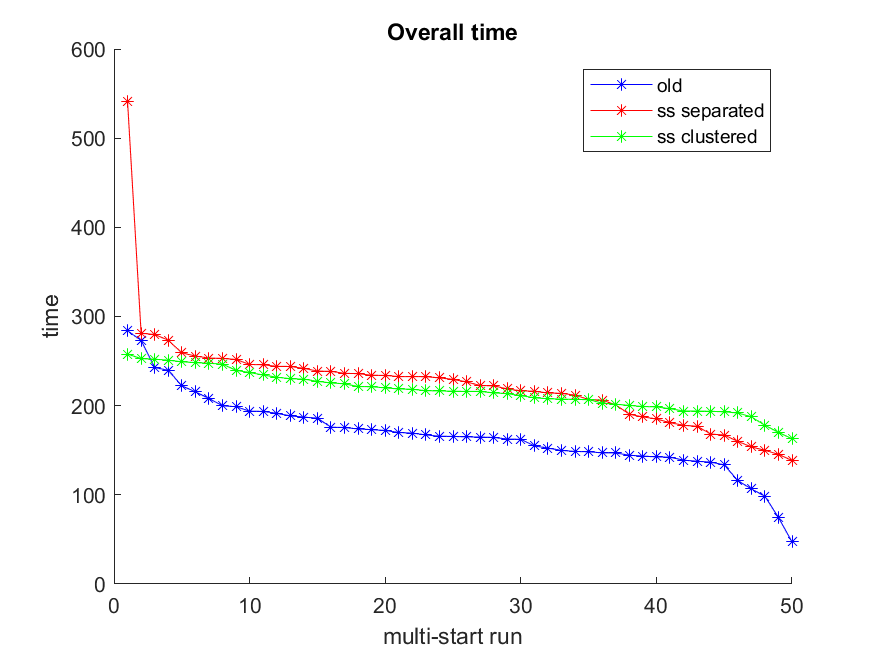 Overall time
600
500
400
300
200
100
0
time
old
ss separated
ss clustered
0 10 20 30 40 50
multi-start run